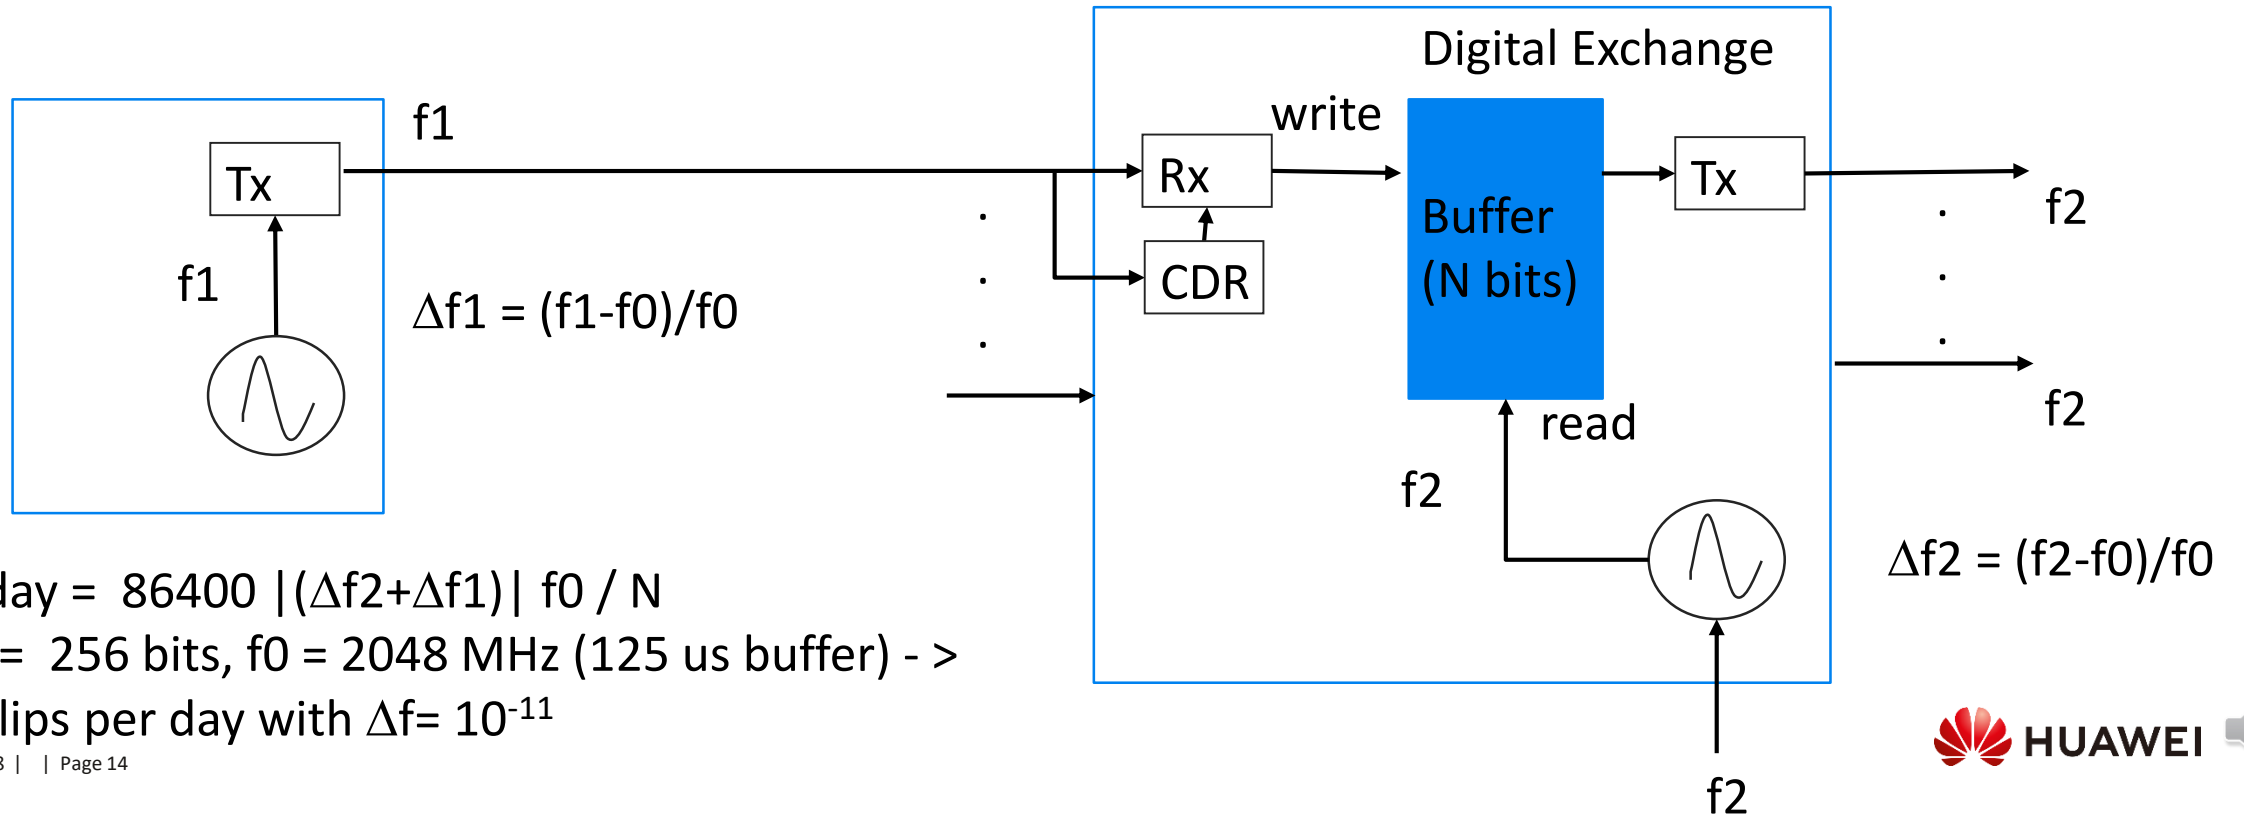 Digital Exchange
f1
write
Tx
Rx
Tx
f2
Buffer
(N bits)
f1
CDR
Δf1 = (f1-f0)/f0
f2
read
f2
Δf2 = (f2-f0)/f0
day = 86400 |(Δf2+Δf1)| f0 / N
= 256 bits, f0 = 2048 MHz (125 us buffer) - >
lips per day with Δf= 10⁻¹¹
| | Page 14
HUAWEI
f2